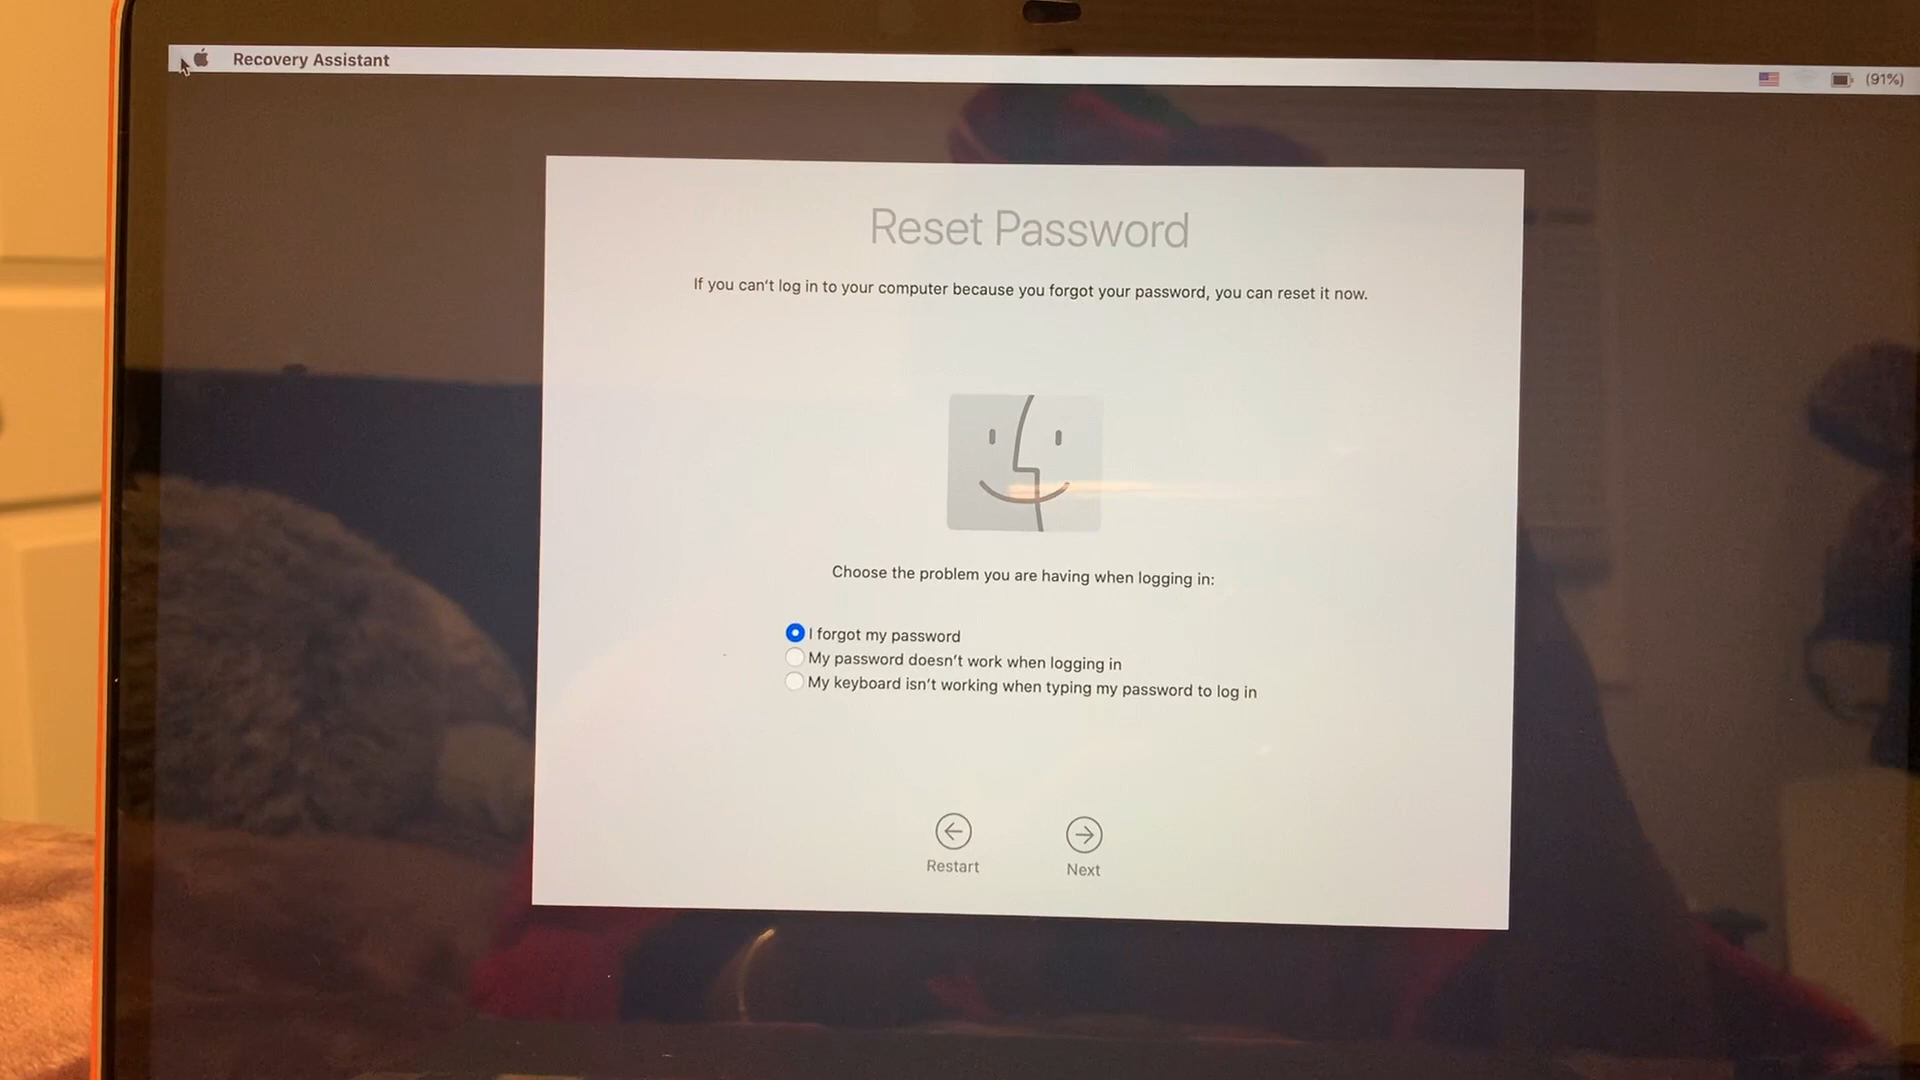 Recovery Assistant
(91%)
Reset Password
If you can't log in to your computer because you forgot your password, you can reset it now.
Choose the problem you are having when logging in:
I forgot my password
My password doesn't work when logging in
My keyboard isn't working when typing my password to log in
Restart
Next